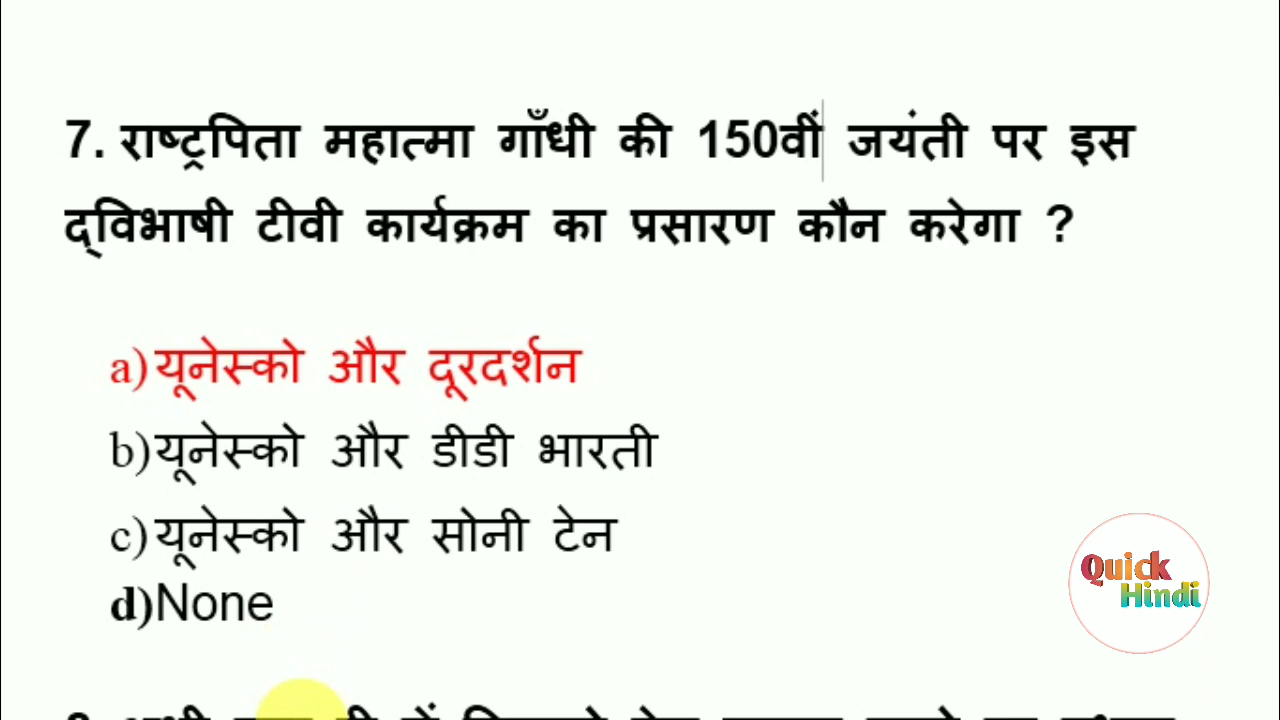 7. राष्ट्रपिता महात्मा गाँधी की 150वीं जयंती पर इस
द्विभाषी टीवी कार्यक्रम का प्रसारण कौन करेगा ?
a) यूनेस्को और दूरदर्शन
b) यूनेस्को और डीडी भारती
c) यूनेस्को और सोनी टेन
d) None
Quick
Hindi